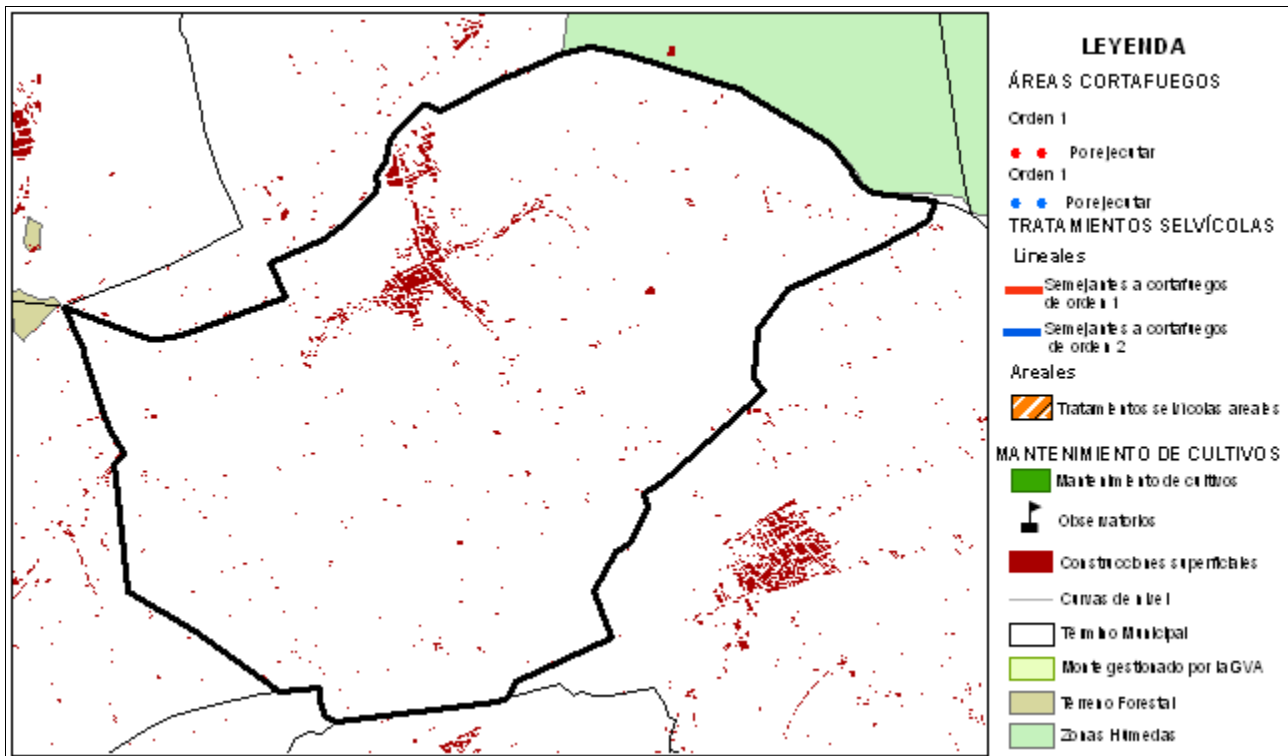 LEYENDA
ÁREAS CORTAFUEGOS
Orden 1
Por ejecutar
Orden 1
Por ejecutar
TRATAMIENTOS SELVÍCOLAS
Lineales
Semejantes a cortafuegos
de orden 1
Semejantes a cortafuegos
de orden 2
Areales
Tratamientos selvícolas areales
MANTENIMIENTO DE CULTIVOS
Mantenimiento de cultivos
Observatorios
Construcciones superficiales
Curvas de nivel
Término Municipal
Monte gestionado por la GVA
Terreno Forestal
Zonas Húmedas